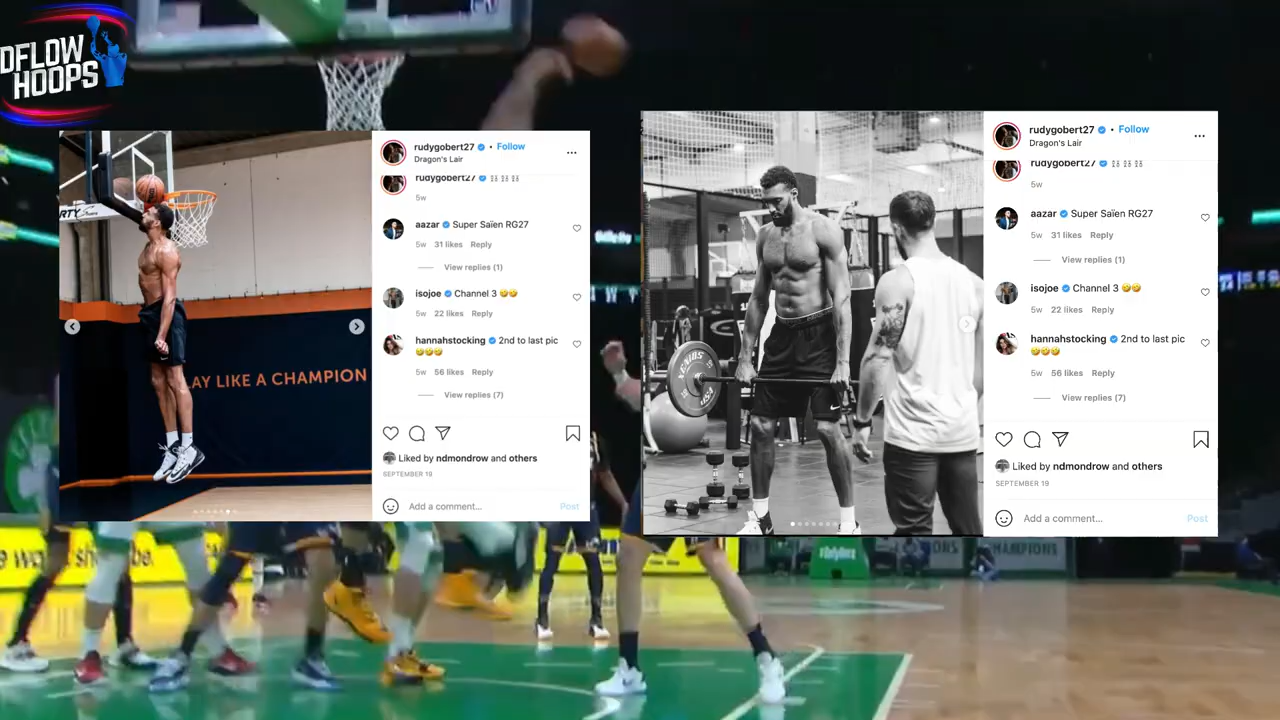 DFLOW
HOOPS
rudygobert27 • Follow
Dragon's Lair
rudygobert27
5w
aazar Super Saïen RG27
5w 31 likes Reply
View replies (1)
isojoe Channel 3 🤣🤣
5w 22 likes Reply
hannahstocking 2nd to last pic
🤣🤣🤣
5w 56 likes Reply
View replies (7)
Liked by ndmondrow and others
SEPTEMBER 19
Add a comment... Post
LAY LIKE A CHAMPION
rudygobert27 • Follow
Dragon's Lair
rudygobert27
5w
aazar Super Saïen RG27
5w 31 likes Reply
View replies (1)
isojoe Channel 3 🤣🤣
5w 22 likes Reply
hannahstocking 2nd to last pic
🤣🤣🤣
5w 56 likes Reply
View replies (7)
Liked by ndmondrow and others
SEPTEMBER 19
Add a comment... Post
CHAMPIONS